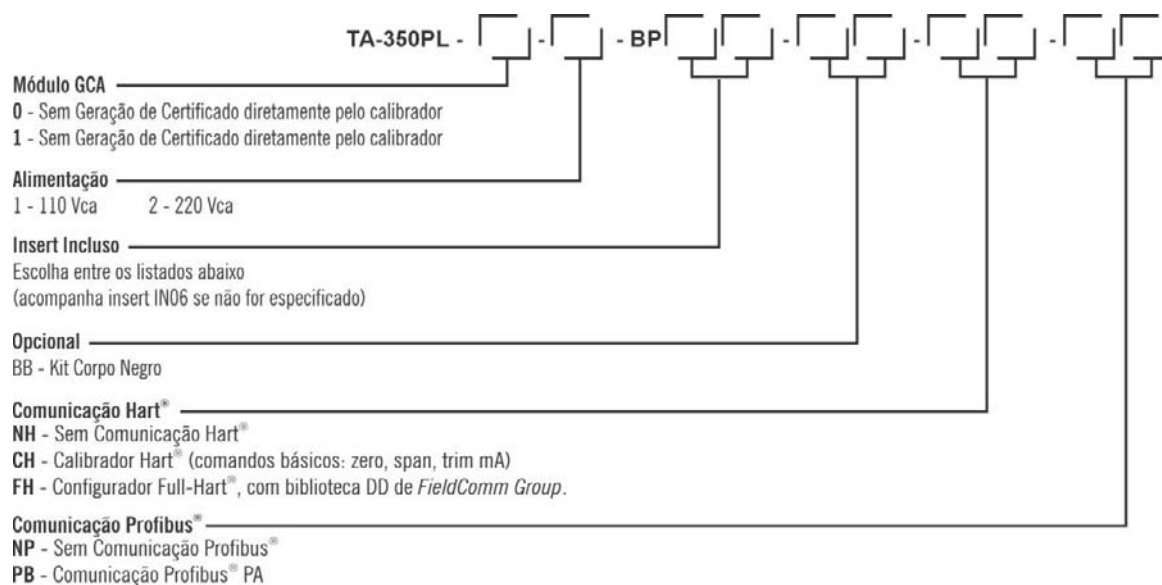 TA-350PL - - - BP - - -
Módulo GCA
0 - Sem Geração de Certificado diretamente pelo calibrador
1 - Sem Geração de Certificado diretamente pelo calibrador
Alimentação
1 - 110 Vca 2 - 220 Vca
Insert Incluso
Escolha entre os listados abaixo
(acompanha insert IN06 se não for especificado)
Opcional
BB - Kit Corpo Negro
Comunicação Hart®
NH - Sem Comunicação Hart®
CH - Calibrador Hart® (comandos básicos: zero, span, trim mA)
FH - Configurador Full-Hart®, com biblioteca DD de FieldComm Group.
Comunicação Profibus®
NP - Sem Comunicação Profibus®
PB - Comunicação Profibus® PA